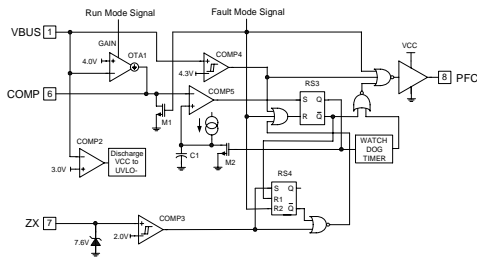 Run Mode Signal
Fault Mode Signal
VBUS 1
GAIN
OTA1
4.0V
COMP4
4.3V
VCC
8 PFC
COMP 6
COMP5
M1
RS3
S Q
R Q
C1
M2
WATCH
DOG
TIMER
COMP2
3.0V
Discharge
VCC
to
UVLO-
RS4
S Q
R1
R2 Q
ZX 7
COMP3
2.0V
7.6V